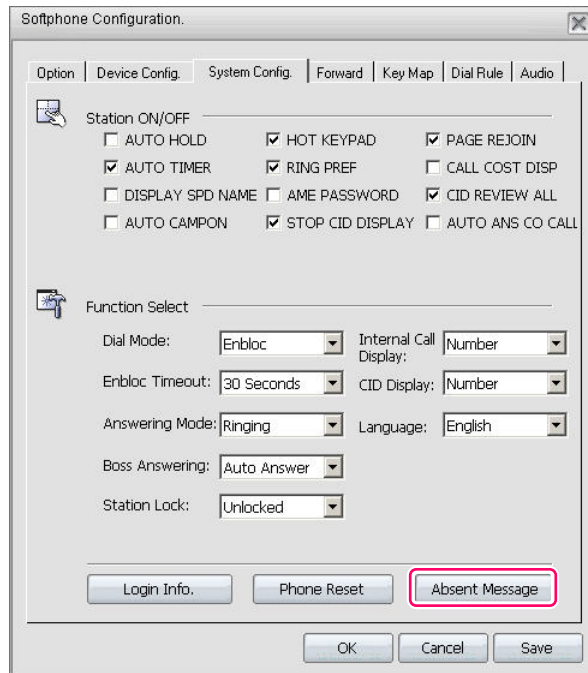 Softphone Configuration.
Option Device Config. System Config. Forward Key Map Dial Rule Audio
Station ON/OFF
AUTO HOLD HOT KEYPAD PAGE REJOIN
AUTO TIMER RING PREF CALL COST DISP
DISPLAY SPD NAME AME PASSWORD CID REVIEW ALL
AUTO CAMPON STOP CID DISPLAY AUTO ANS CO CALL
Function Select
Dial Mode: Enbloc Internal Call Display: Number
Enbloc Timeout: 30 Seconds CID Display: Number
Answering Mode: Ringing Language: English
Boss Answering: Auto Answer
Station Lock: Unlocked
Login Info. Phone Reset Absent Message
OK Cancel Save